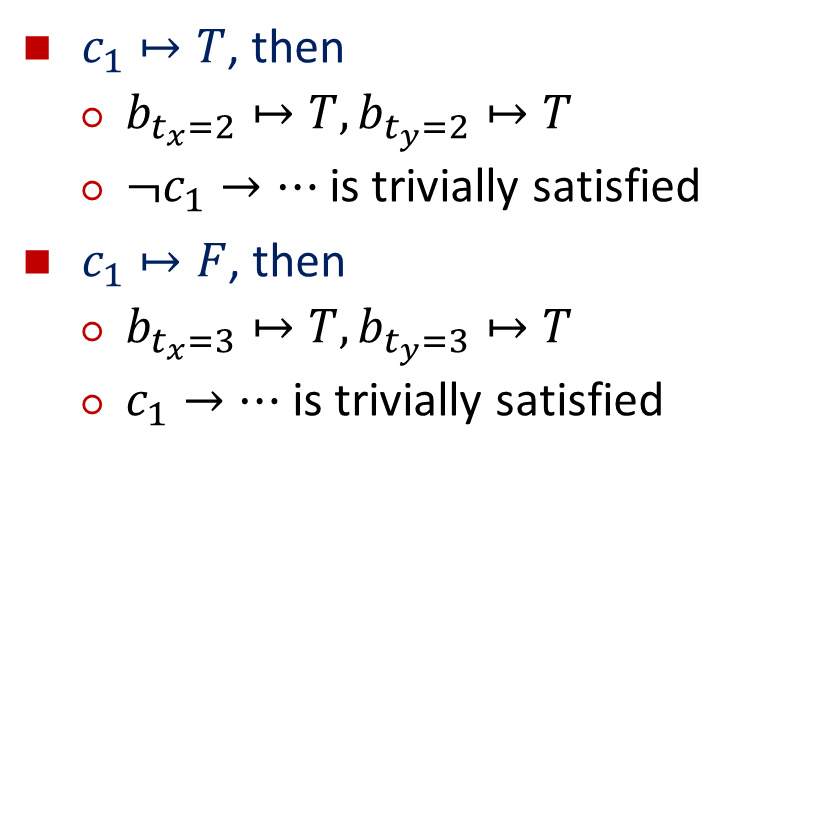 ■ c₁ ↦ T, then
○ b_{t_x=2} ↦ T, b_{t_y=2} ↦ T
○ ¬c₁ → ⋯ is trivially satisfied
■ c₁ ↦ F, then
○ b_{t_x=3} ↦ T, b_{t_y=3} ↦ T
○ c₁ → ⋯ is trivially satisfied